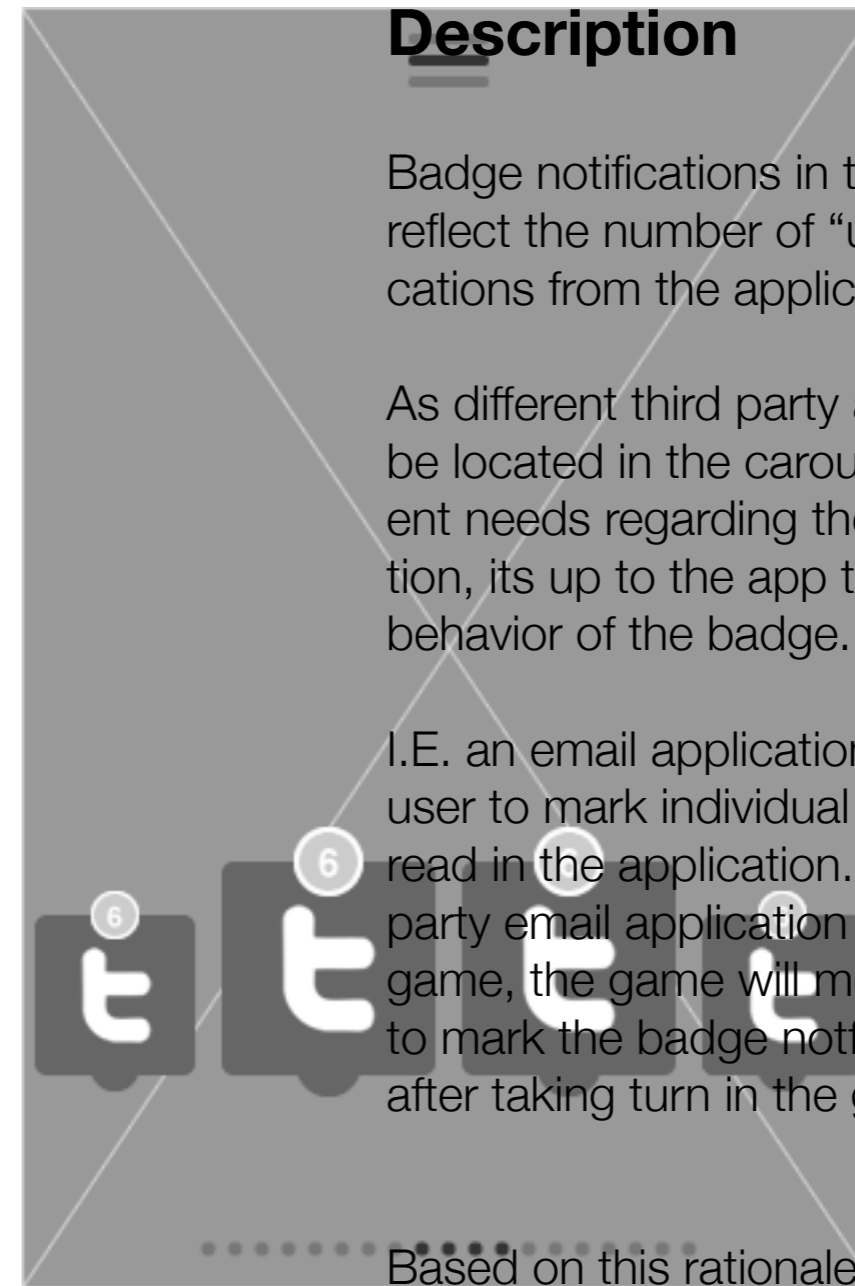 Description
Badge notifications in t
reflect the number of “u
cations from the applic
As different third party a
be located in the carou
ent needs regarding the
tion, its up to the app t
behavior of the badge.
I.E. an email application
user to mark individual
read in the application.
party email application
game, the game will m
to mark the badge notf
after taking turn in the g
Based on this rationale
6
6